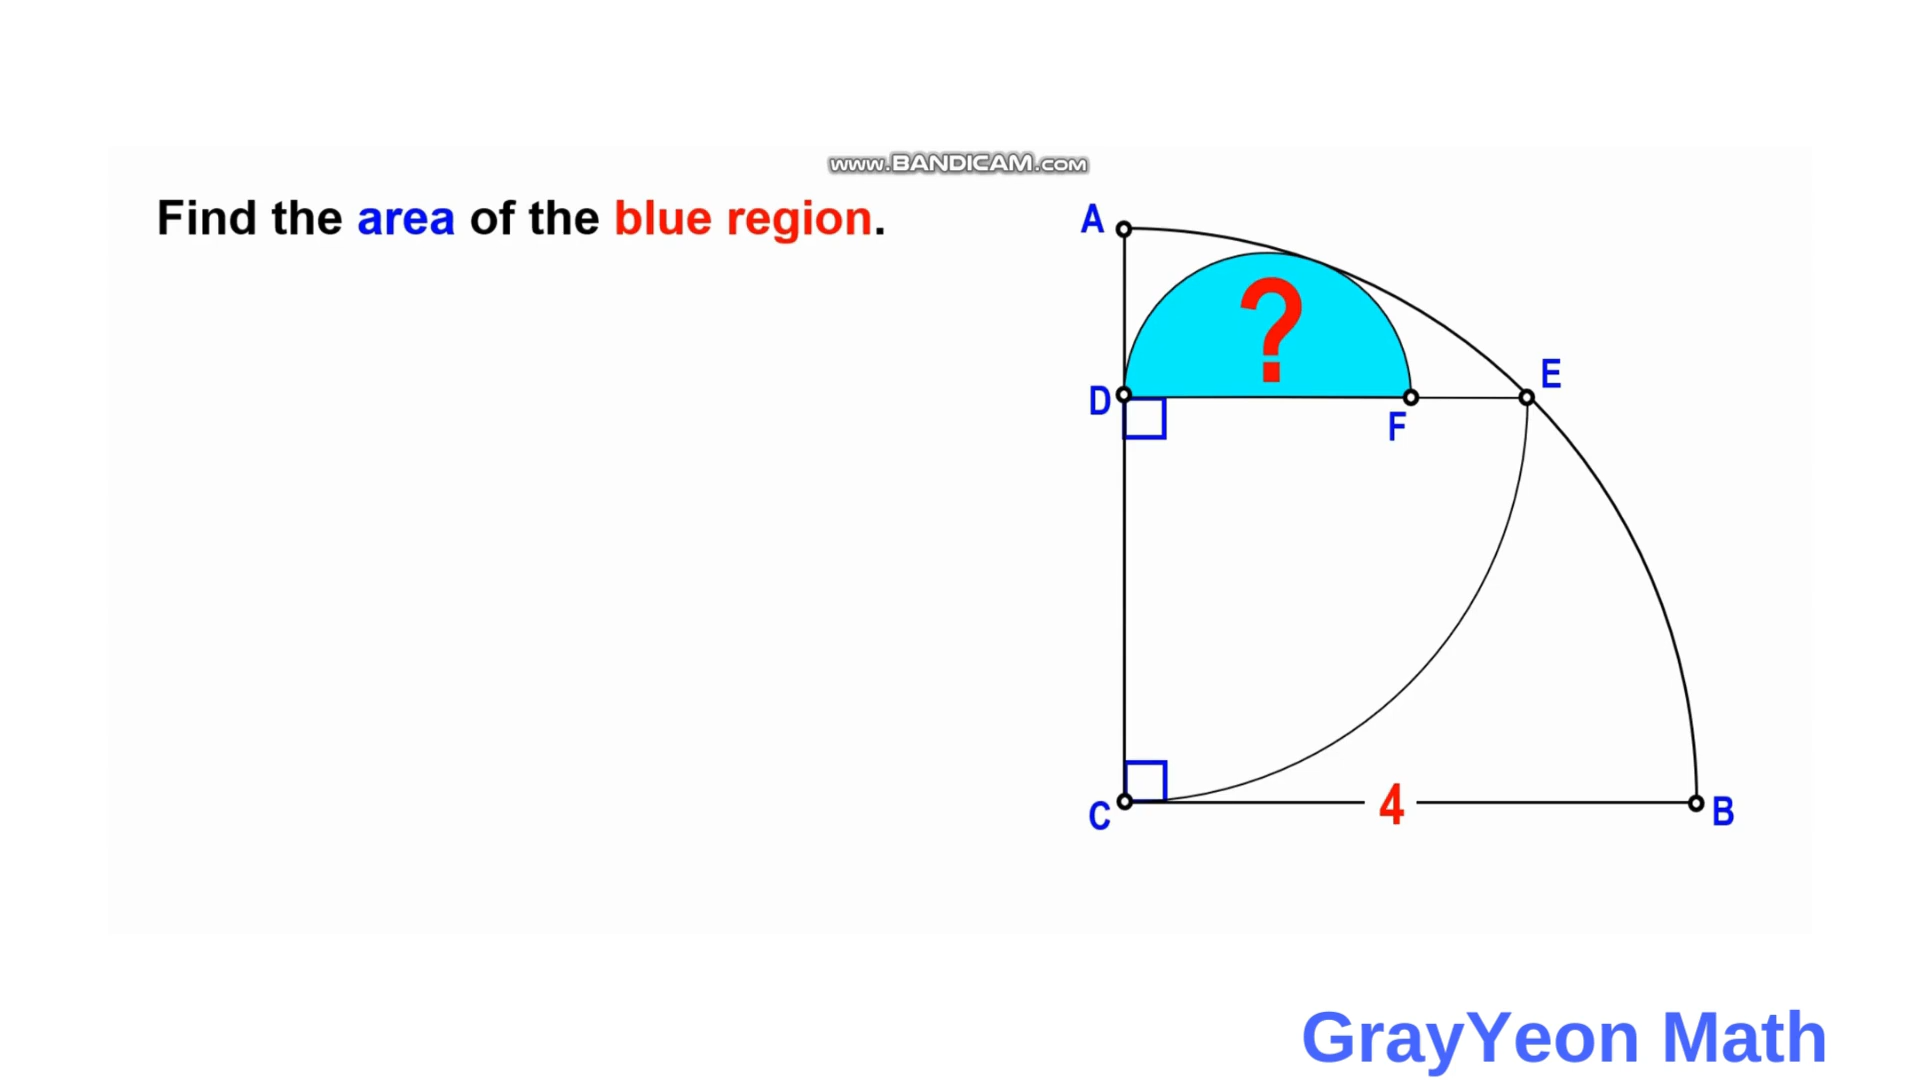 www.BANDICAM.com
Find the area of the blue region.
A
?
E
D
F
C
4
B
GrayYeon Math